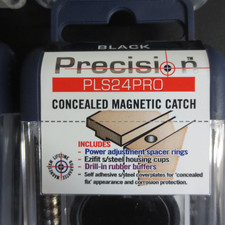 BLACK
Precision
PLS24PRO
CONCEALED MAGNETIC CATCH
INCLUDES
- Power adjustment spacer rings
- Ezifit s/steel housing cups
- Drill-in rubber buffers
- Self adhesive s/steel coverplates for 'concealed
fix' appearance and corrosion protection.